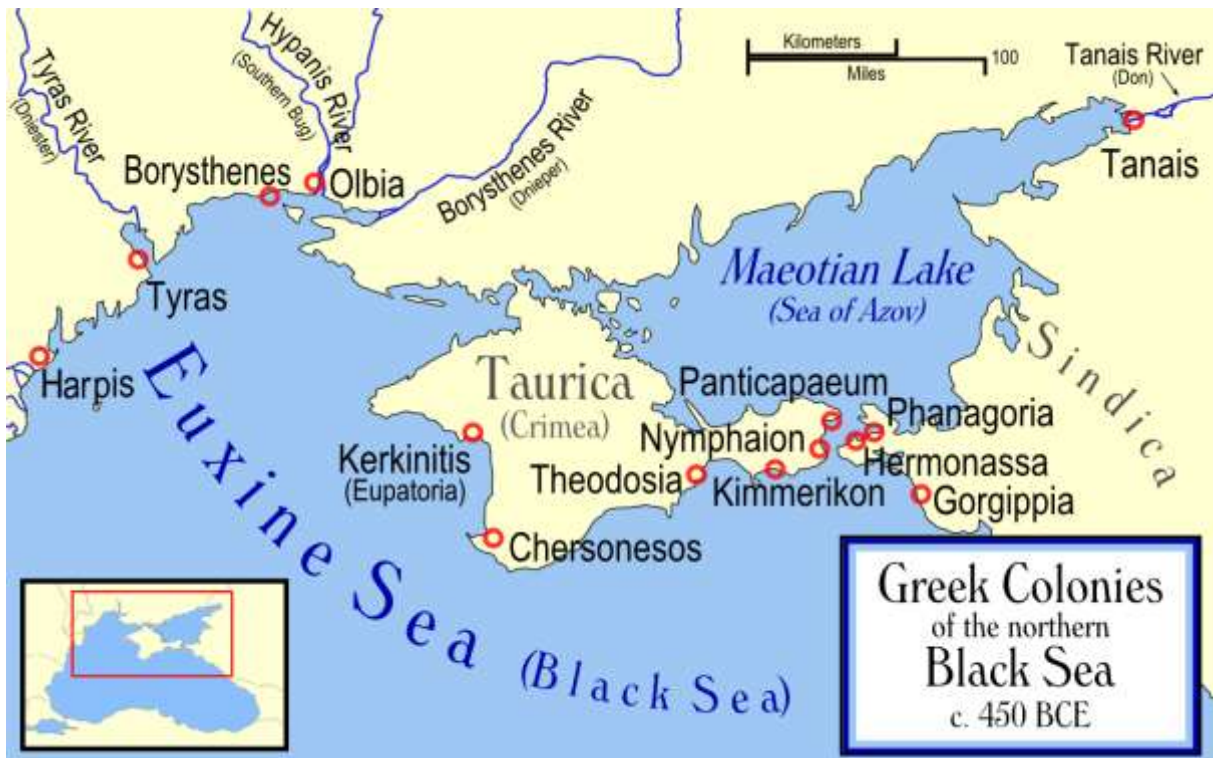 Tyras River
(Dniester)
Hypanis River
(Southern Bug)
Borysthenes River
(Dnieper)
Kilometers
Miles
100
Tanais River
(Don)
Tanais
Borysthenes
Olbia
Tyras
Harpis
Maeotian Lake
(Sea of Azov)
Sindica
Taurica
(Crimea)
Panticapaeum
Phanagoria
Nymphaion
Hermonassa
Kerkinitis
(Eupatoria)
Theodosia
Kimmerikon
Gorgippia
Chersonesos
Euxine Sea (Black Sea)
Greek Colonies
of the northern
Black Sea
c. 450 BCE